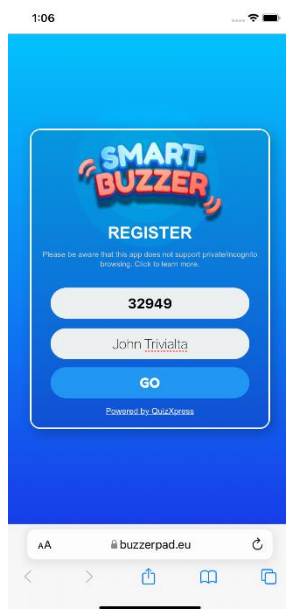 1:06
SMART
BUZZER
REGISTER
Please be aware that this app does not support private/incognito
browsing. Click to learn more.
32949
John Trivialta
GO
Powered by QuizXpress
AA
buzzerpad.eu